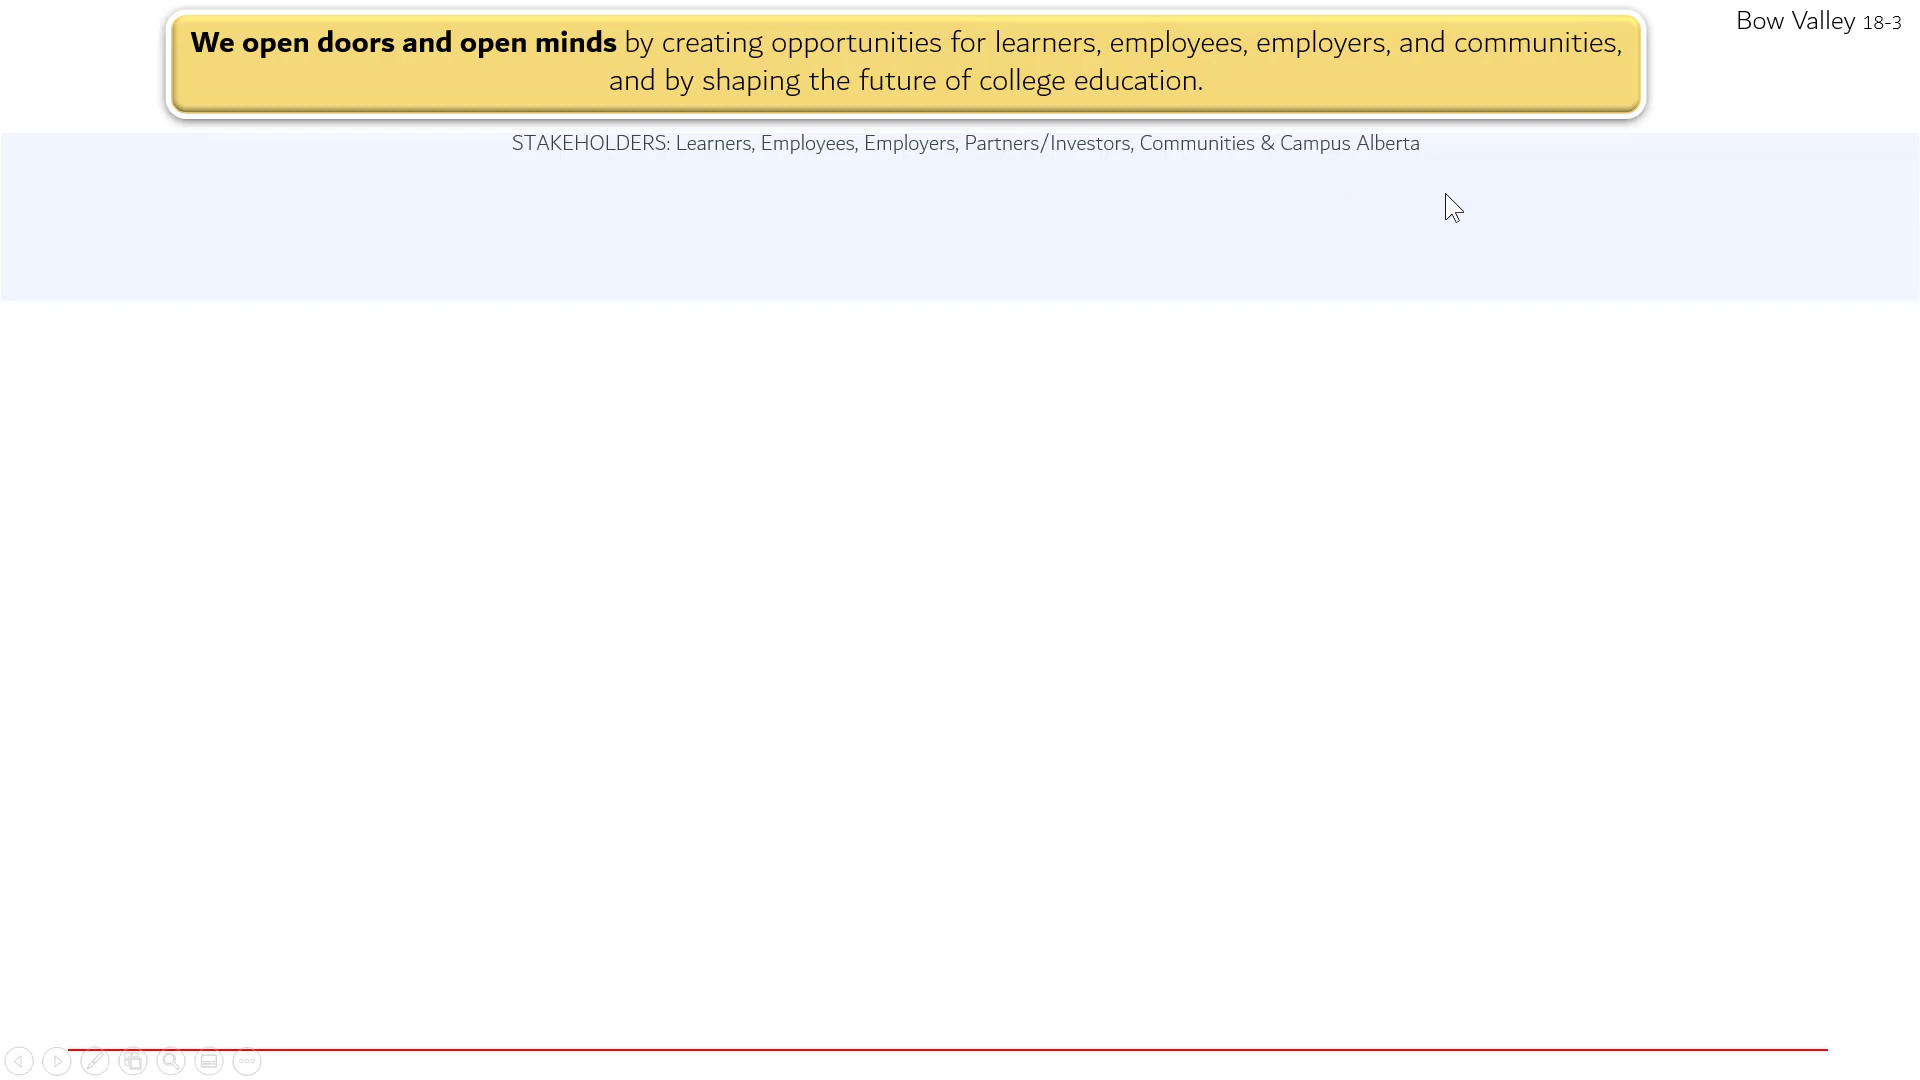 Bow Valley 18-3
We open doors and open minds by creating opportunities for learners, employees, employers, and communities,
and by shaping the future of college education.
STAKEHOLDERS: Learners, Employees, Employers, Partners/Investors, Communities & Campus Alberta